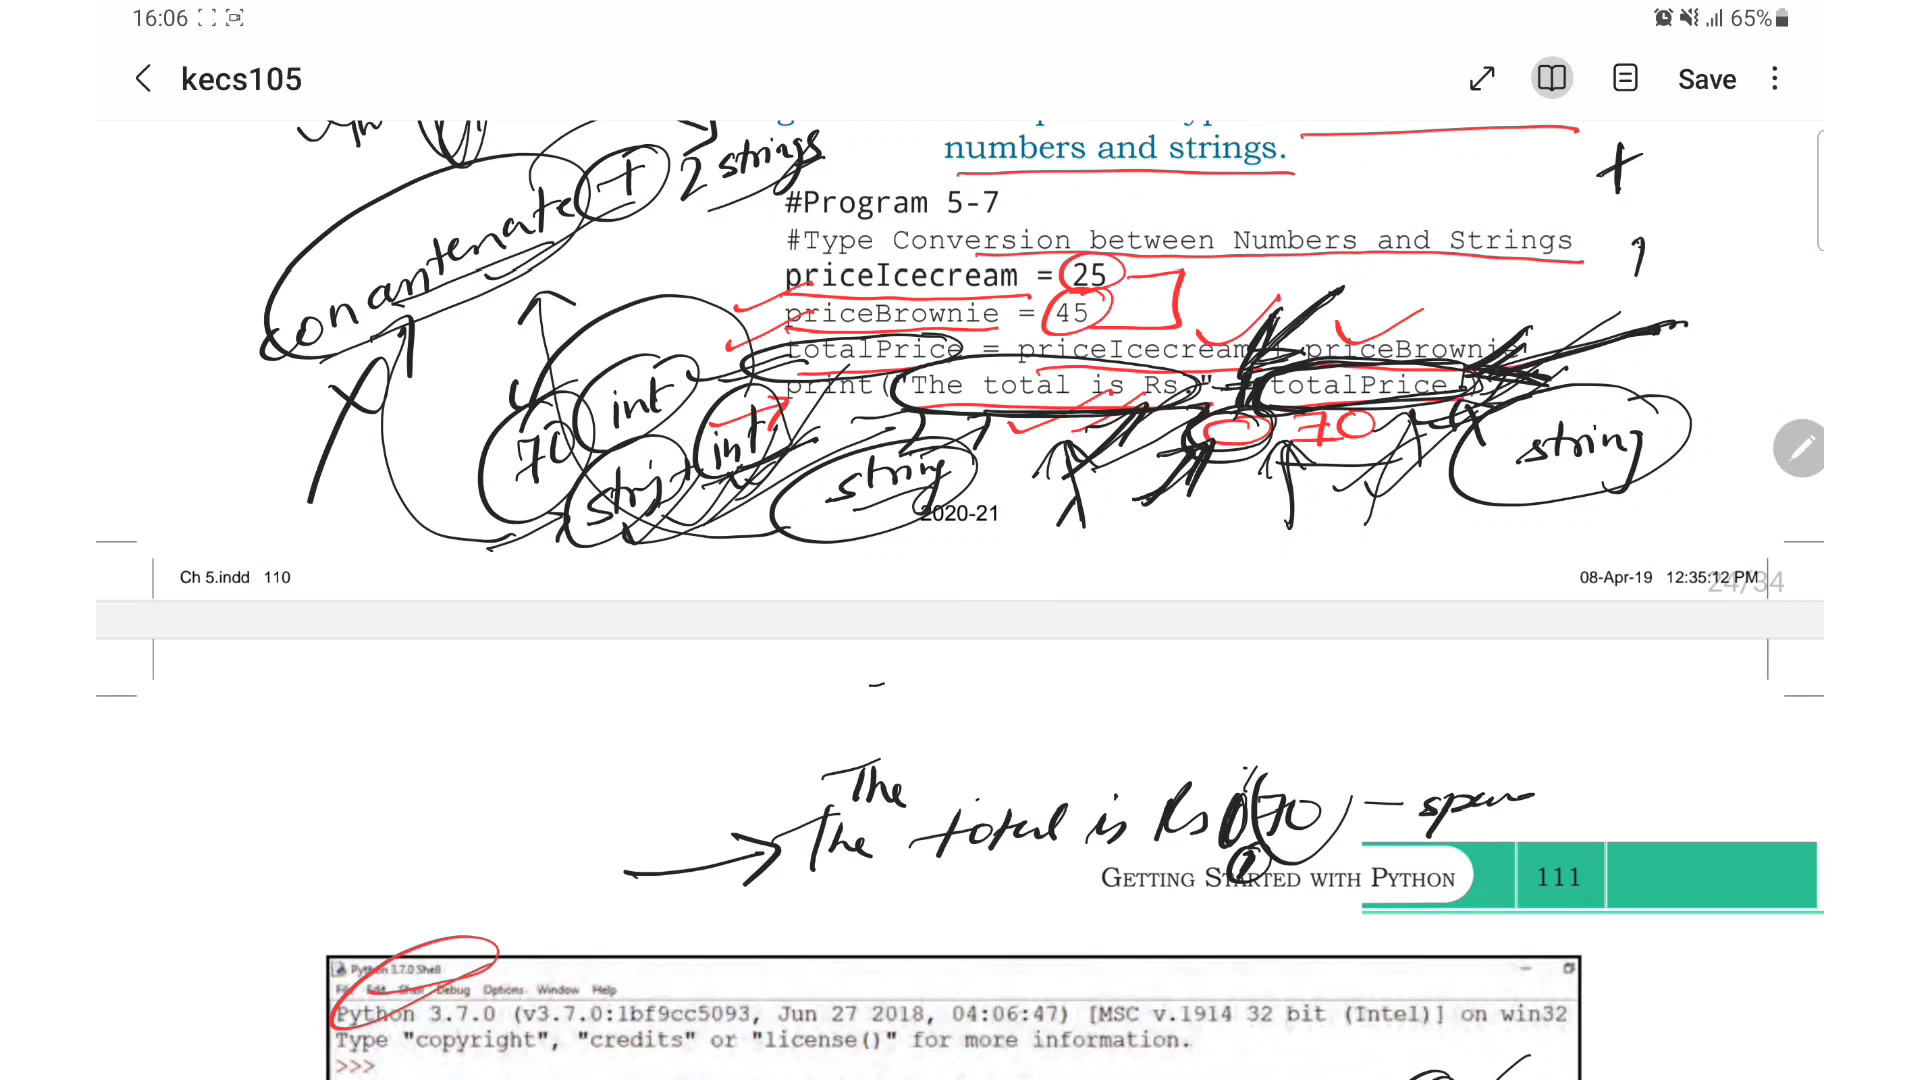 16:06 65%
kecs105 Save
numbers and strings.
conantenate + 2 strings
#Program 5-7
#Type Conversion between Numbers and Strings
priceIcecream = 25
priceBrownie = 45
totalPrice = priceIcecream + priceBrownie
print("The total is Rs." totalPrice
70 int int string 70 string
2020-21
Ch 5.indd 110 08-Apr-19 12:35:12 PM
24/34
The
The total is Rs 70
GETTING STARTED WITH PYTHON 111
Python 3.7.0 Shell
File Edit Shell Debug Options Window Help
Python 3.7.0 (v3.7.0:1bf9cc5093, Jun 27 2018, 04:06:47) [MSC v.1914 32 bit (Intel)] on win32
Type "copyright", "credits" or "license()" for more information.
>>>